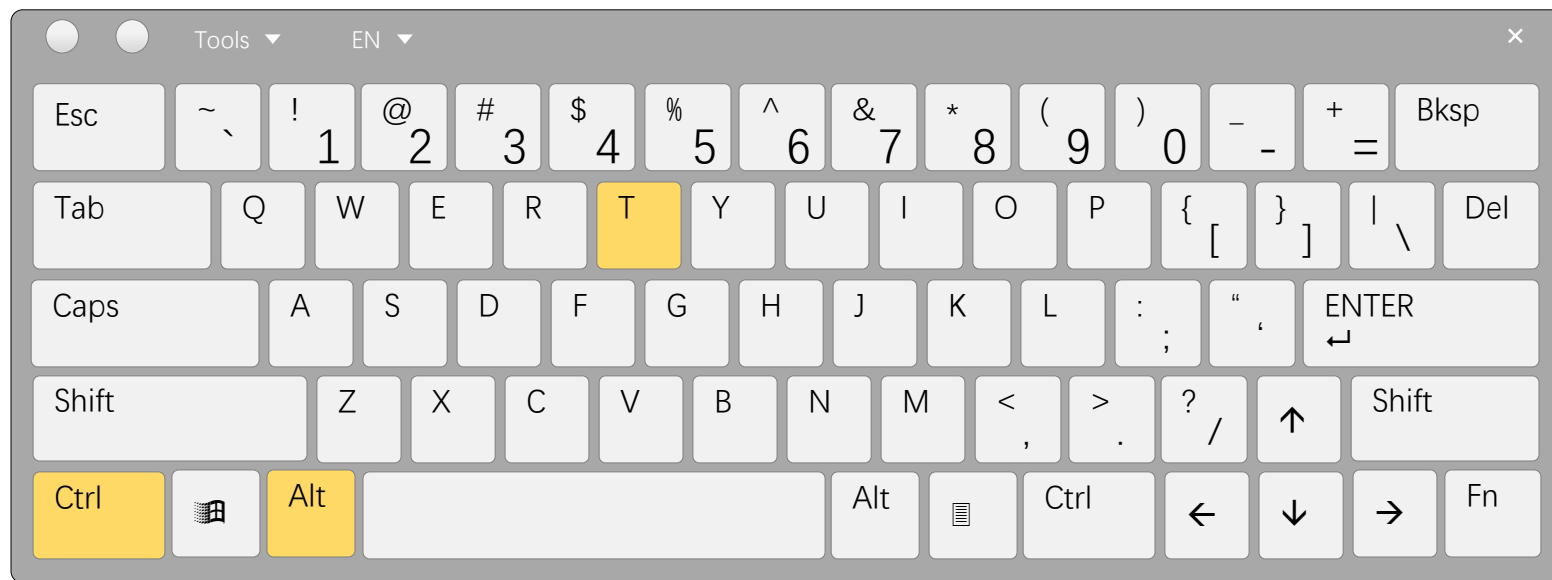 Tools EN ×
Esc ~ ` ! 1 @ 2 # 3 $ 4 % 5 ^ 6 & 7 * 8 ( 9 ) 0 _ - + = Bksp
Tab Q W E R T Y U I O P { [ } ] | \ Del
Caps A S D F G H J K L : ; “ ‘ ENTER ↵
Shift Z X C V B N M < , > . ? / ↑ Shift
Ctrl Alt Alt Ctrl ← ↓ → Fn